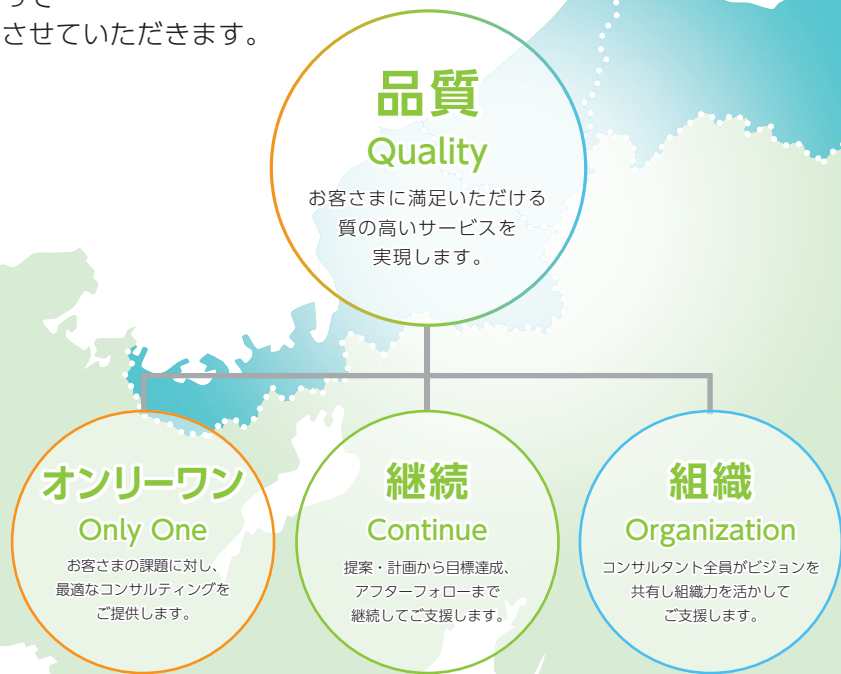 って
させていただきます。
品質
Quality
お客さまに満足いただける
質の高いサービスを
実現します。
オンリーワン
Only One
お客さまの課題に対し、
最適なコンサルティングを
ご提供します。
継続
Continue
提案・計画から目標達成、
アフターフォローまで
継続してご支援します。
組織
Organization
コンサルタント全員がビジョンを
共有し組織力を活かして
ご支援します。